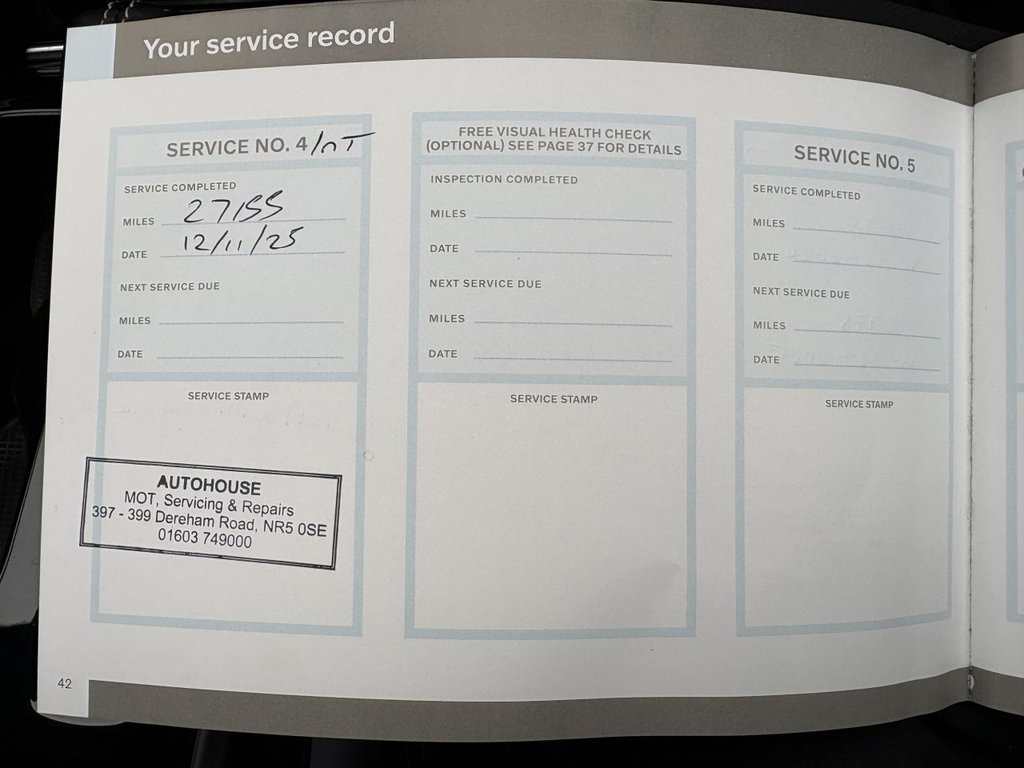 Your service record
SERVICE NO. 4/INT
SERVICE COMPLETED
MILES 27155
DATE 12/11/25
NEXT SERVICE DUE
MILES
DATE
SERVICE STAMP
AUTOHOUSE
MOT, Servicing & Repairs
397 - 399 Dereham Road, NR5 0SE
01603 749000
FREE VISUAL HEALTH CHECK
(OPTIONAL) SEE PAGE 37 FOR DETAILS
INSPECTION COMPLETED
MILES
DATE
NEXT SERVICE DUE
MILES
DATE
SERVICE STAMP
SERVICE NO. 5
SERVICE COMPLETED
MILES
DATE
NEXT SERVICE DUE
MILES
DATE
SERVICE STAMP
42